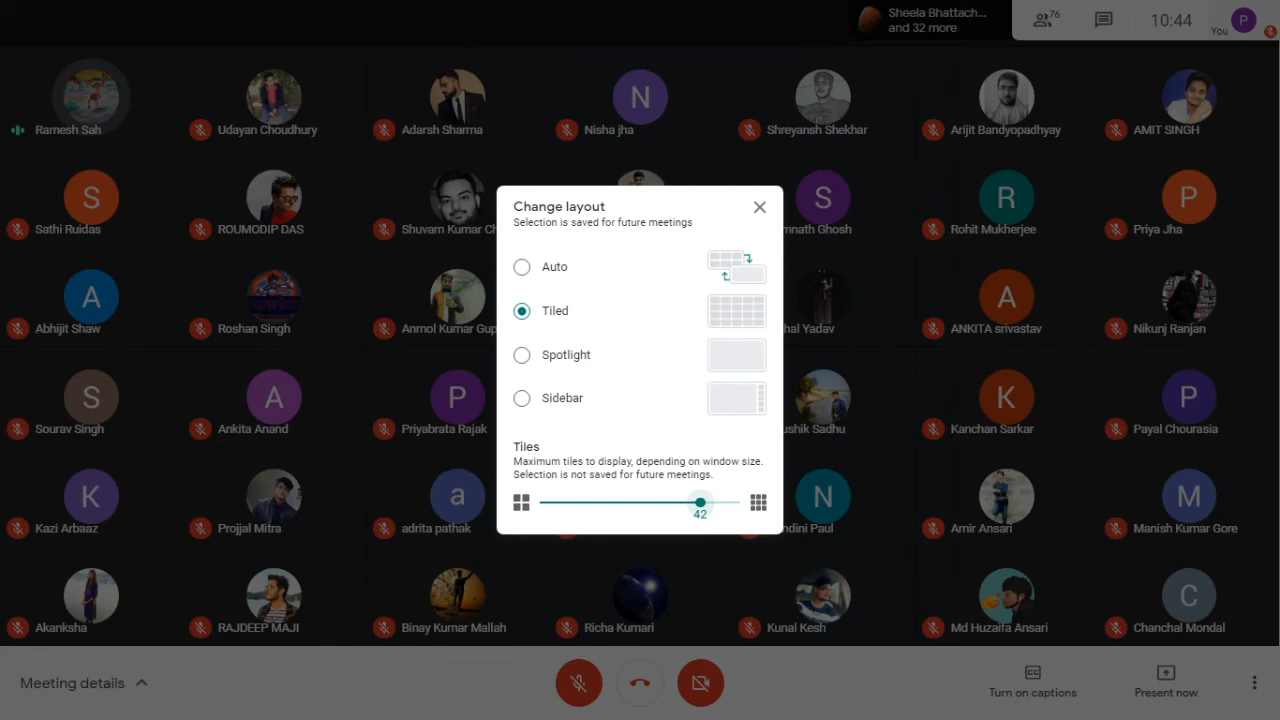 Sheela Bhattach...
and 32 more
76
10:44
You
P
Ramesh Sah
Udayan Choudhury
Adarsh Sharma
N
Nisha jha
Shreyansh Shekhar
Arijit Bandyopadhyay
AMIT SINGH
S
Sathi Ruidas
ROUMODIP DAS
Shuvam Kumar C
S
mnath Ghosh
R
Rohit Mukherjee
P
Priya Jha
A
Abhijit Shaw
Roshan Singh
Anmol Kumar Gup
hal Yadav
A
ANKITA srivastav
Nikunj Ranjan
S
Sourav Singh
A
Ankita Anand
P
Priyabrata Rajak
ushik Sadhu
K
Kanchan Sarkar
P
Payal Chourasia
K
Kazi Arbaaz
Projjal Mitra
a
adrita pathak
N
ndini Paul
Amir Ansari
M
Manish Kumar Gore
Akanksha
RAJDEEP MAJI
Binay Kumar Mallah
Richa Kumari
Kunal Kesh
Md Huzaifa Ansari
C
Chanchal Mondal
Change layout
Selection is saved for future meetings
Auto
Tiled
Spotlight
Sidebar
Tiles
Maximum tiles to display, depending on window size.
Selection is not saved for future meetings.
42
Meeting details
Turn on captions
Present now